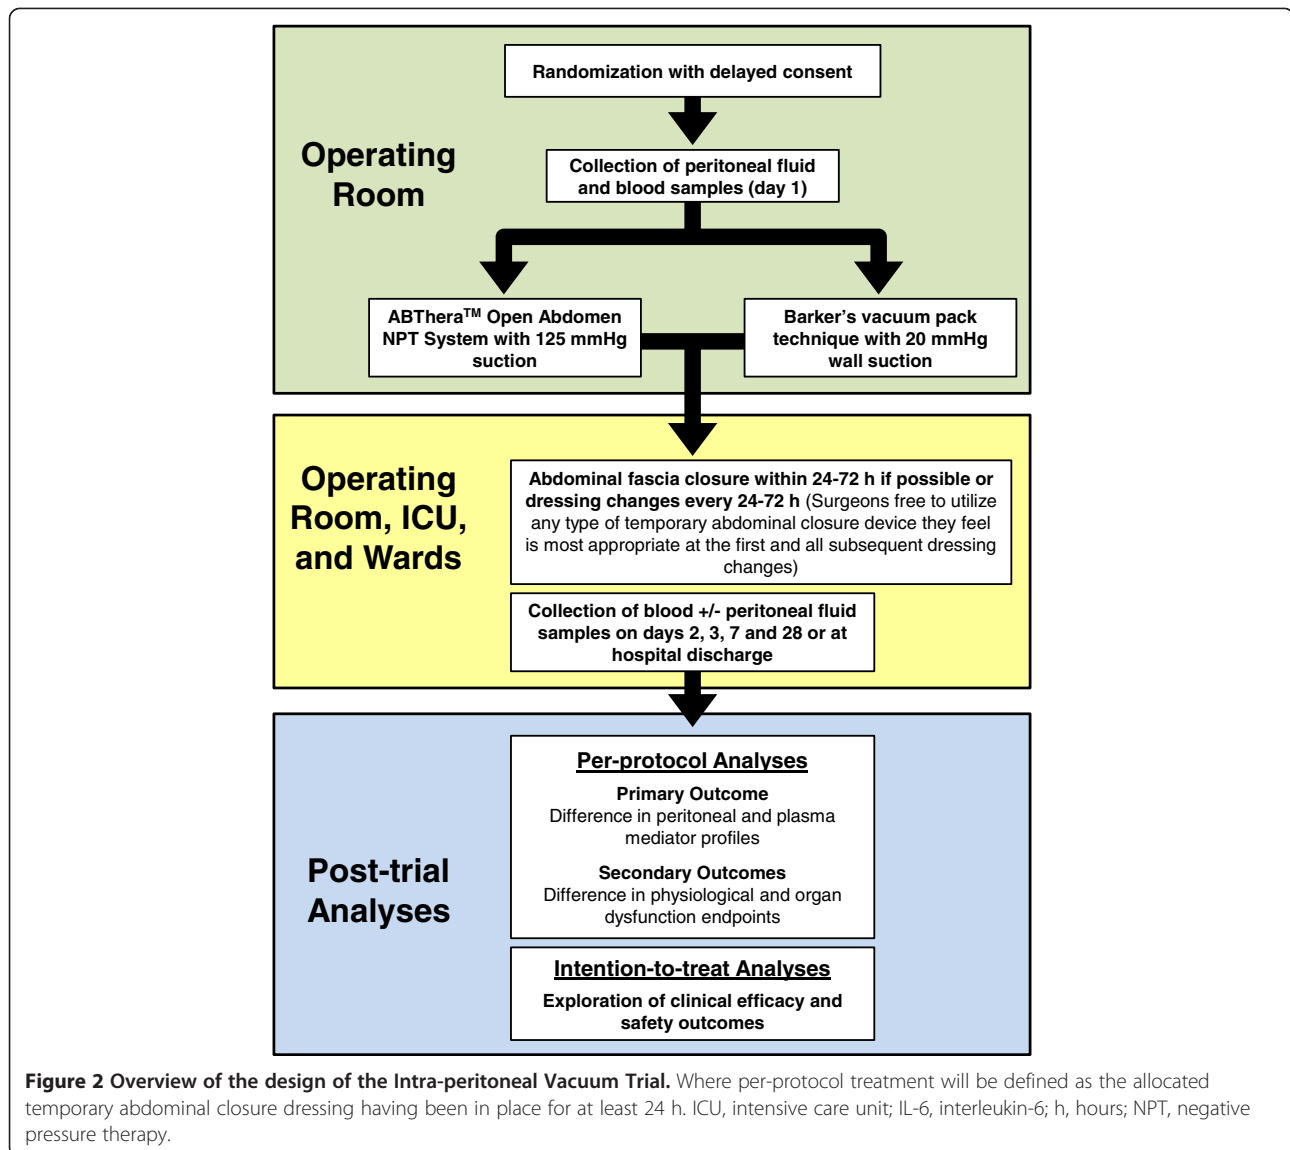 Randomization with delayed consent
Operating
Room
Collection of peritoneal fluid
and blood samples (day 1)
ABThera™ Open Abdomen
NPT System with 125 mmHg
suction
Barker's vacuum pack
technique with 20 mmHg
wall suction
Operating
Room, ICU,
and Wards
Abdominal fascia closure within 24-72 h if possible or
dressing changes every 24-72 h (Surgeons free to utilize
any type of temporary abdominal closure device they feel
is most appropriate at the first and all subsequent dressing
changes)
Collection of blood +/- peritoneal fluid
samples on days 2, 3, 7 and 28 or at
hospital discharge
Post-trial
Analyses
Per-protocol Analyses
Primary Outcome
Difference in peritoneal and plasma
mediator profiles
Secondary Outcomes
Difference in physiological and organ
dysfunction endpoints
Intention-to-treat Analyses
Exploration of clinical efficacy and
safety outcomes
Figure 2 Overview of the design of the Intra-peritoneal Vacuum Trial. Where per-protocol treatment will be defined as the allocated
temporary abdominal closure dressing having been in place for at least 24 h. ICU, intensive care unit; IL-6, interleukin-6; h, hours; NPT, negative
pressure therapy.